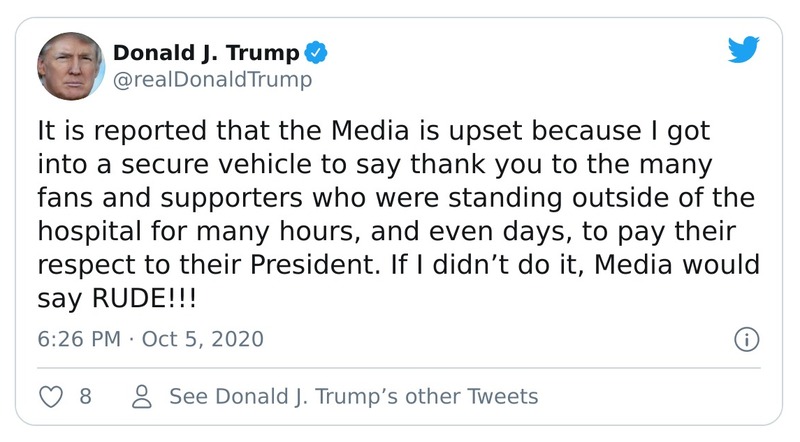 Donald J. Trump
@realDonaldTrump
It is reported that the Media is upset because I got
into a secure vehicle to say thank you to the many
fans and supporters who were standing outside of the
hospital for many hours, and even days, to pay their
respect to their President. If I didn’t do it, Media would
say RUDE!!!
6:26 PM · Oct 5, 2020
8 See Donald J. Trump’s other Tweets